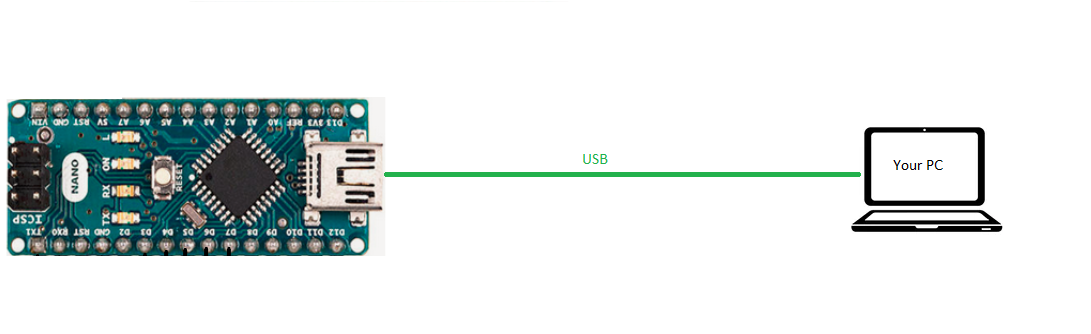 VIN GND RST 5V A7 A6 A5 A4 A3 A2 A1 A0 REF 3V3 D13
L
ON
RX
TX
NANO
RESET
ICSP
USB
Your PC
TX1 RX0 RST GND D2 D3 D4 D5 D6 D7 D8 D9 D10 D11 D12